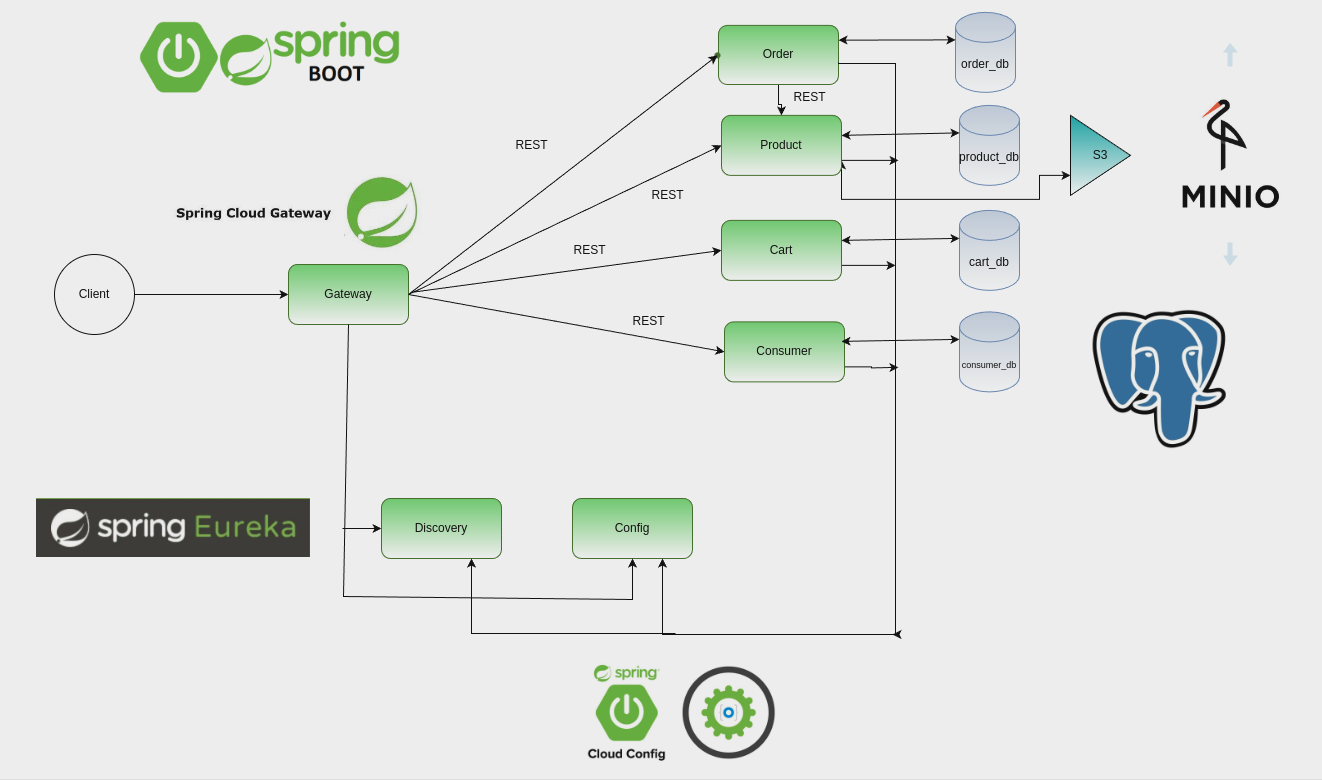 spring
BOOT
Order
order_db
REST
REST
Product
product_db
S3
REST
MINIO
Spring Cloud Gateway
REST
Cart
cart_db
Client
Gateway
REST
Consumer
consumer_db
spring Eureka
Discovery
Config
spring
Cloud Config